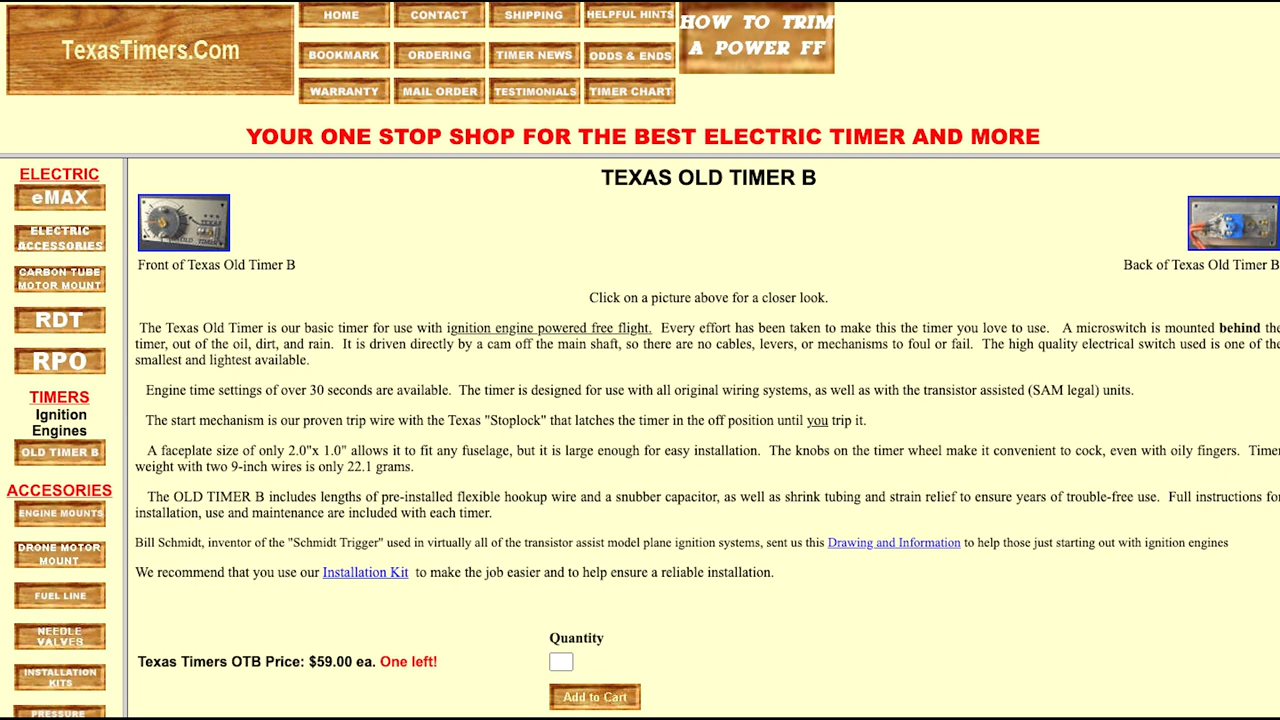 TexasTimers.Com
HOME CONTACT SHIPPING HELPFUL HINTS
BOOKMARK ORDERING TIMER NEWS ODDS & ENDS
WARRANTY MAIL ORDER TESTIMONIALS TIMER CHART
HOW TO TRIM
A POWER FF
YOUR ONE STOP SHOP FOR THE BEST ELECTRIC TIMER AND MORE
ELECTRIC
eMAX
ELECTRIC
ACCESSORIES
CARBON TUBE
MOTOR MOUNT
RDT
RPO
TIMERS
Ignition
Engines
OLD TIMER B
ACCESORIES
ENGINE MOUNTS
DRONE MOTOR
MOUNT
FUEL LINE
NEEDLE
VALVES
INSTALLATION
KITS
PRESSURE
TEXAS OLD TIMER B
TEXAS
OLD TIMER
Front of Texas Old Timer B
Back of Texas Old Timer B
Click on a picture above for a closer look.
The Texas Old Timer is our basic timer for use with ignition engine powered free flight. Every effort has been taken to make this the timer you love to use. A microswitch is mounted behind the
timer, out of the oil, dirt, and rain. It is driven directly by a cam off the main shaft, so there are no cables, levers, or mechanisms to foul or fail. The high quality electrical switch used is one of the
smallest and lightest available.
Engine time settings of over 30 seconds are available. The timer is designed for use with all original wiring systems, as well as with the transistor assisted (SAM legal) units.
The start mechanism is our proven trip wire with the Texas "Stoplock" that latches the timer in the off position until you trip it.
A faceplate size of only 2.0"x 1.0" allows it to fit any fuselage, but it is large enough for easy installation. The knobs on the timer wheel make it convenient to cock, even with oily fingers. Timer
weight with two 9-inch wires is only 22.1 grams.
The OLD TIMER B includes lengths of pre-installed flexible hookup wire and a snubber capacitor, as well as shrink tubing and strain relief to ensure years of trouble-free use. Full instructions for
installation, use and maintenance are included with each timer.
Bill Schmidt, inventor of the "Schmidt Trigger" used in virtually all of the transistor assist model plane ignition systems, sent us this Drawing and Information to help those just starting out with ignition engines
We recommend that you use our Installation Kit to make the job easier and to help ensure a reliable installation.
Quantity
Texas Timers OTB Price: $59.00 ea. One left!
Add to Cart